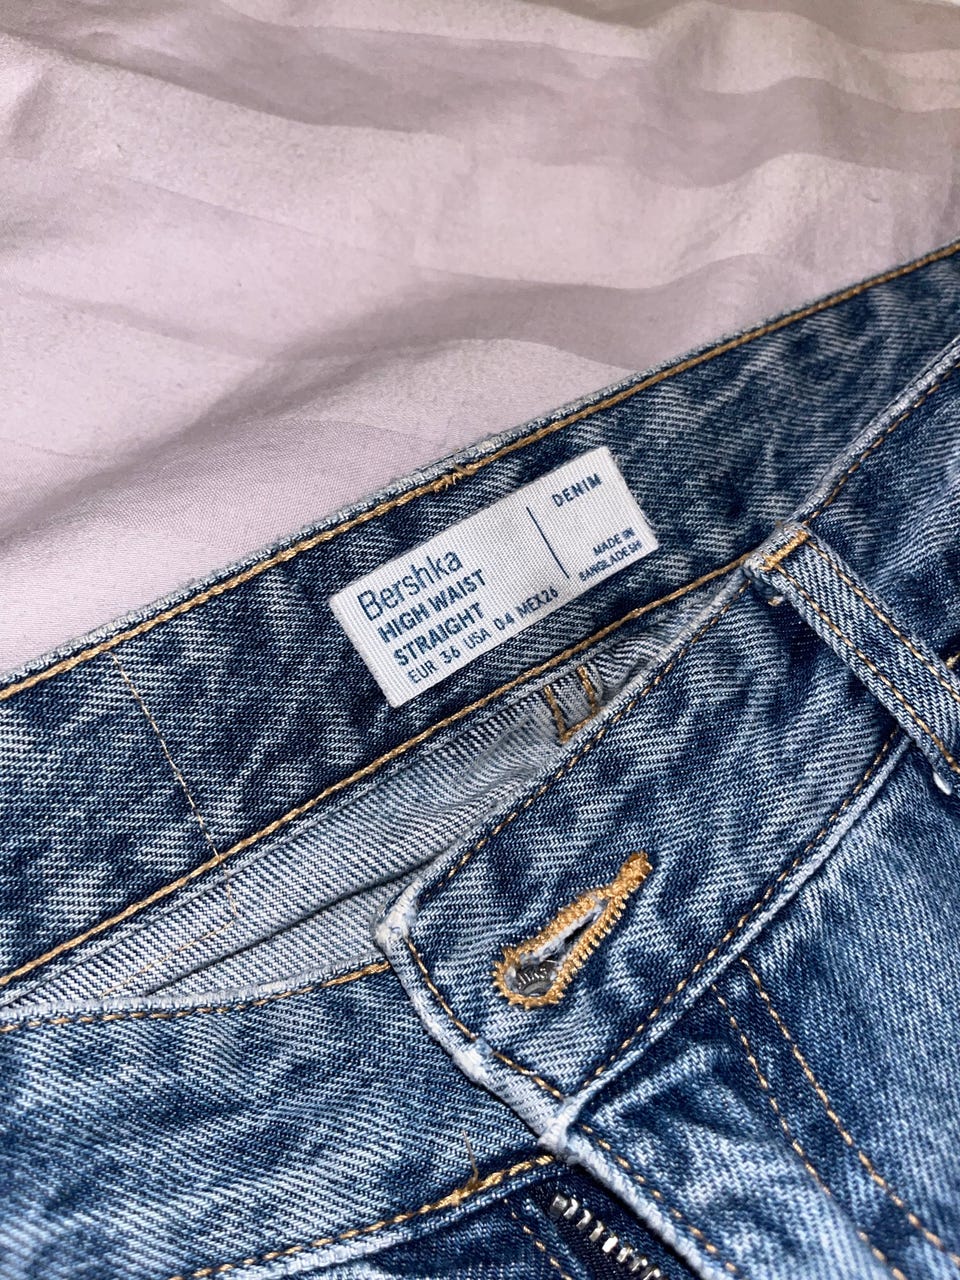 Bershka
HIGH WAIST
STRAIGHT
EUR 36 USA 04 MEX26
DENIM
MADE IN
BANGLADESH